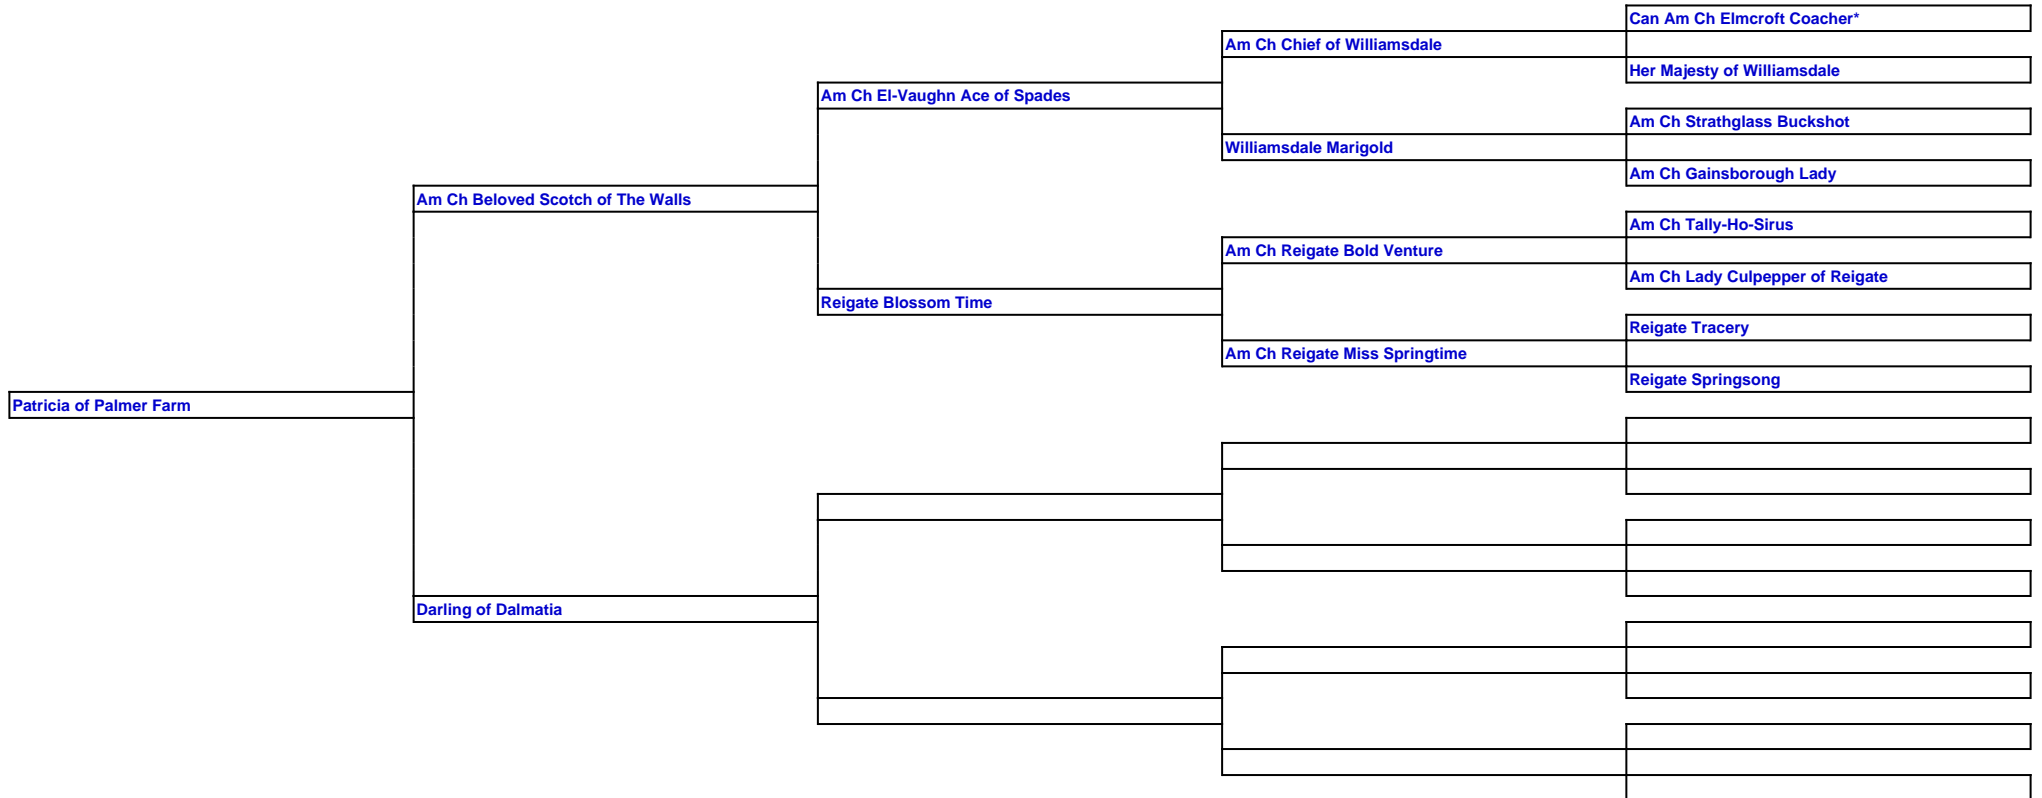 Can Am Ch Elmcroft Coacher*
Am Ch Chief of Williamsdale
Her Majesty of Williamsdale
Am Ch El-Vaughn Ace of Spades
Am Ch Strathglass Buckshot
Williamsdale Marigold
Am Ch Gainsborough Lady
Am Ch Beloved Scotch of The Walls
Am Ch Tally-Ho-Sirus
Am Ch Reigate Bold Venture
Am Ch Lady Culpepper of Reigate
Reigate Blossom Time
Reigate Tracery
Am Ch Reigate Miss Springtime
Reigate Springsong
Patricia of Palmer Farm
Darling of Dalmatia